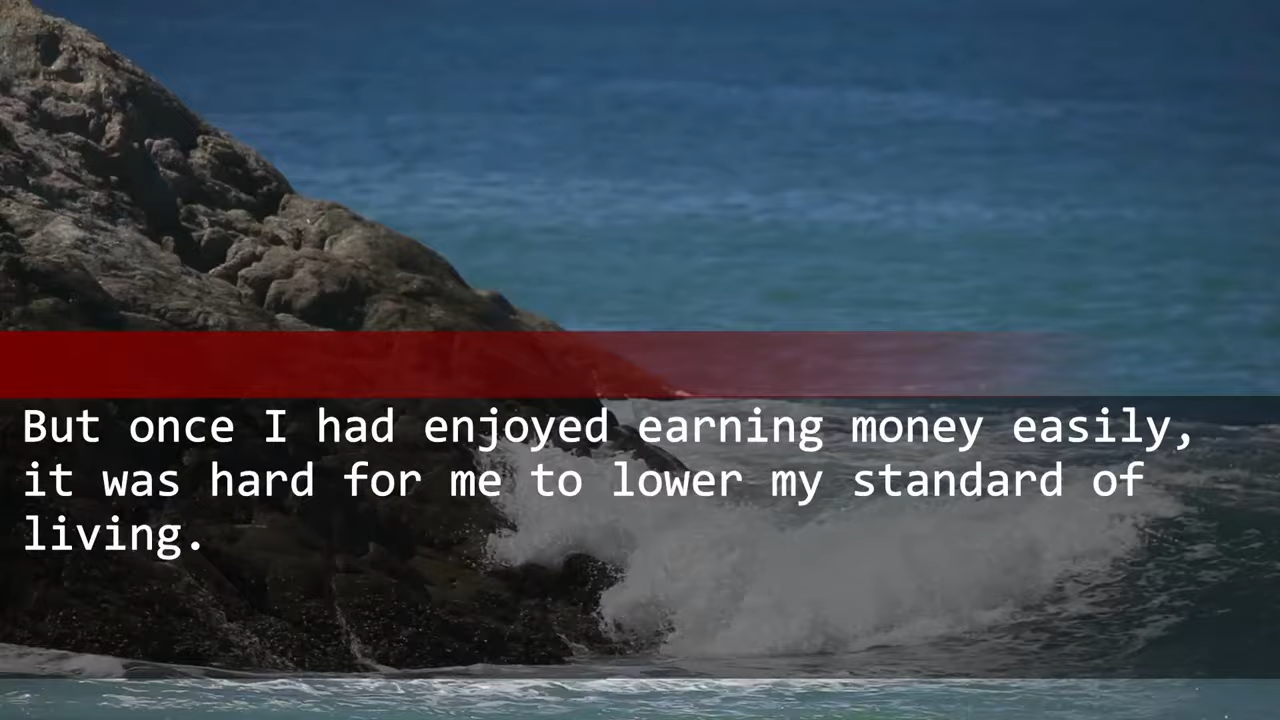 But once I had enjoyed earning money easily,
it was hard for me to lower my standard of
living.